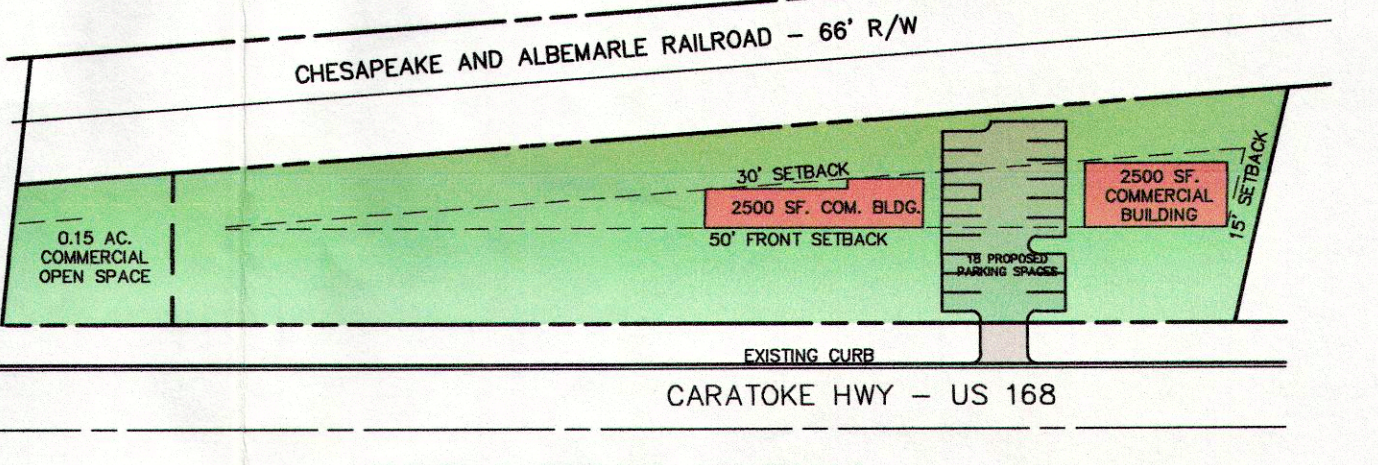 CHESAPEAKE AND ALBEMARLE RAILROAD – 66' R/W
30' SETBACK
2500 SF. COM. BLDG.
50' FRONT SETBACK
2500 SF.
COMMERCIAL
BUILDING
15' SETBACK
0.15 AC.
COMMERCIAL
OPEN SPACE
18 PROPOSED
PARKING SPACES
EXISTING CURB
CARATOKE HWY – US 168